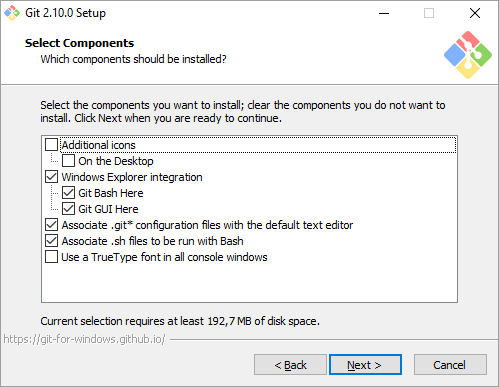 Git 2.10.0 Setup
Select Components
Which components should be installed?
Select the components you want to install; clear the components you do not want to
install. Click Next when you are ready to continue.
Additional icons
On the Desktop
Windows Explorer integration
Git Bash Here
Git GUI Here
Associate .git* configuration files with the default text editor
Associate .sh files to be run with Bash
Use a TrueType font in all console windows
Current selection requires at least 192,7 MB of disk space.
https://git-for-windows.github.io/
< Back
Next >
Cancel